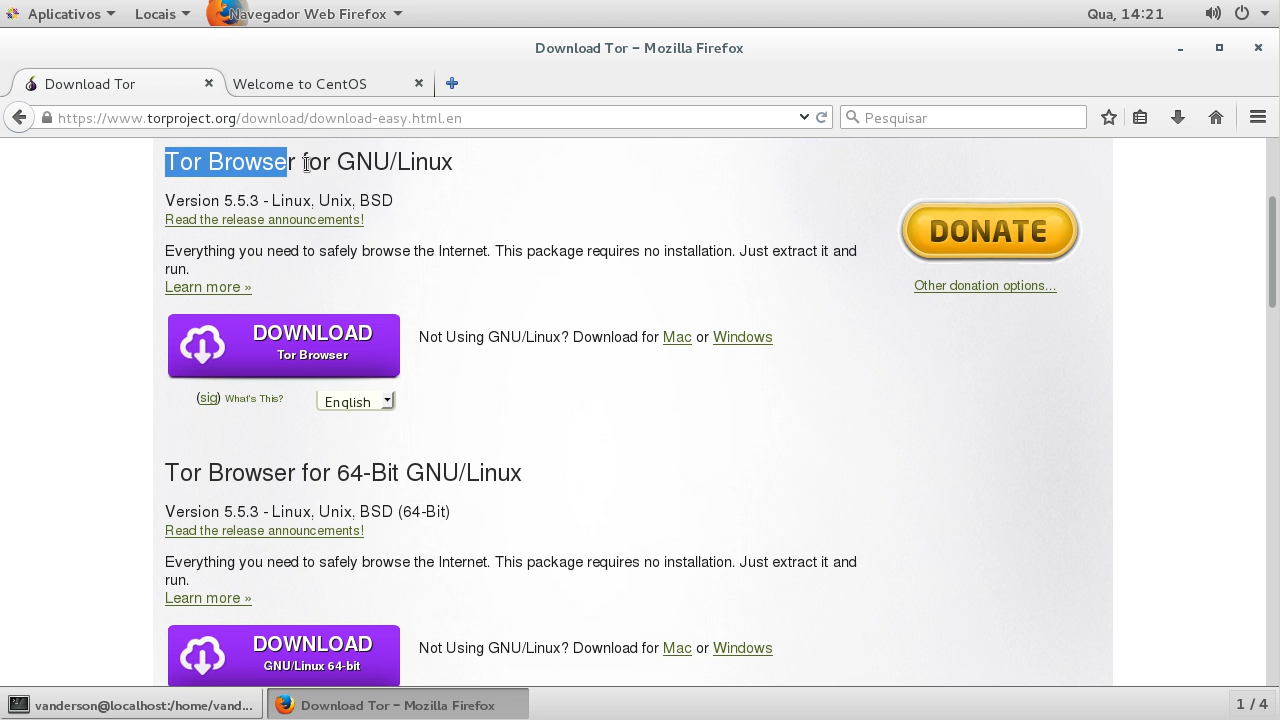 Aplicativos Locais Navegador Web Firefox Qua, 14:21
Download Tor – Mozilla Firefox
Download Tor Welcome to CentOS
https://www.torproject.org/download/download-easy.html.en Pesquisar
Tor Browser for GNU/Linux
Version 5.5.3 - Linux, Unix, BSD
Read the release announcements!
DONATE
Everything you need to safely browse the Internet. This package requires no installation. Just extract it and
run.
Learn more »
Other donation options...
DOWNLOAD
Tor Browser
Not Using GNU/Linux? Download for Mac or Windows
(sig) What's This? English
Tor Browser for 64-Bit GNU/Linux
Version 5.5.3 - Linux, Unix, BSD (64-Bit)
Read the release announcements!
Everything you need to safely browse the Internet. This package requires no installation. Just extract it and
run.
Learn more »
DOWNLOAD
GNU/Linux 64-bit
Not Using GNU/Linux? Download for Mac or Windows
vanderson@localhost:/home/vand... Download Tor – Mozilla Firefox 1 / 4